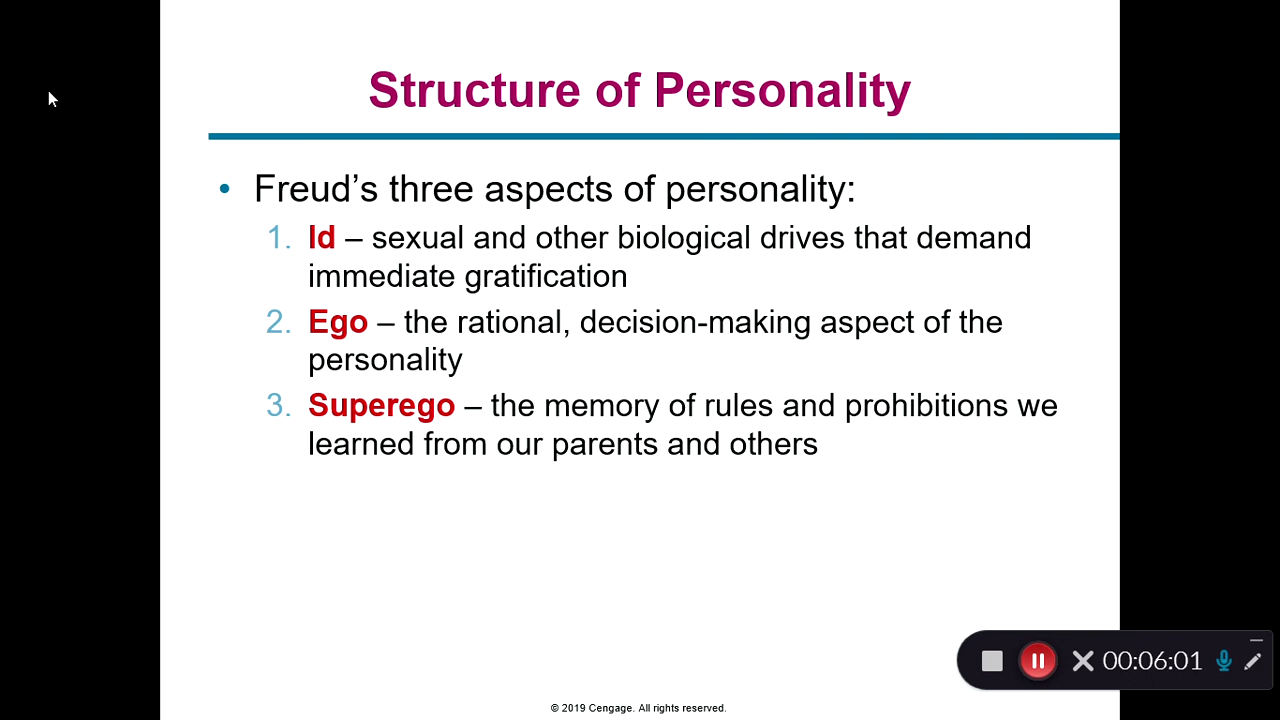 Structure of Personality
• Freud’s three aspects of personality:
1. Id – sexual and other biological drives that demand
immediate gratification
2. Ego – the rational, decision-making aspect of the
personality
3. Superego – the memory of rules and prohibitions we
learned from our parents and others
00:06:01
© 2019 Cengage. All rights reserved.